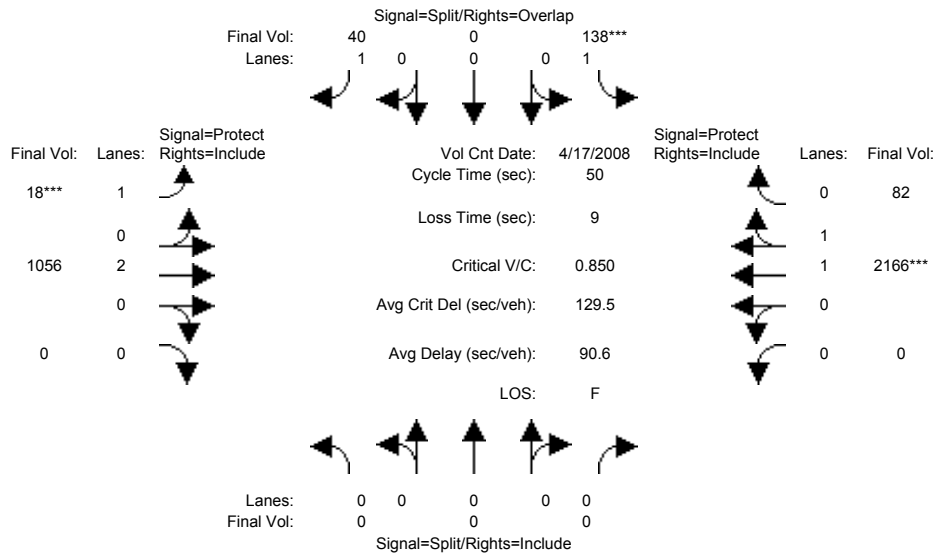 Signal=Split/Rights=Overlap
Final Vol: 40 0 138***
Lanes: 1 0 0 0 1
Signal=Protect Signal=Protect
Final Vol: Lanes: Rights=Include Vol Cnt Date: 4/17/2008 Rights=Include Lanes: Final Vol:
Cycle Time (sec): 50
18*** 1 0 82
Loss Time (sec): 9
0 1
1056 2 Critical V/C: 0.850 1 2166***
0 Avg Crit Del (sec/veh): 129.5 0
0 0 Avg Delay (sec/veh): 90.6 0 0
LOS: F
Lanes: 0 0 0 0 0
Final Vol: 0 0 0
Signal=Split/Rights=Include